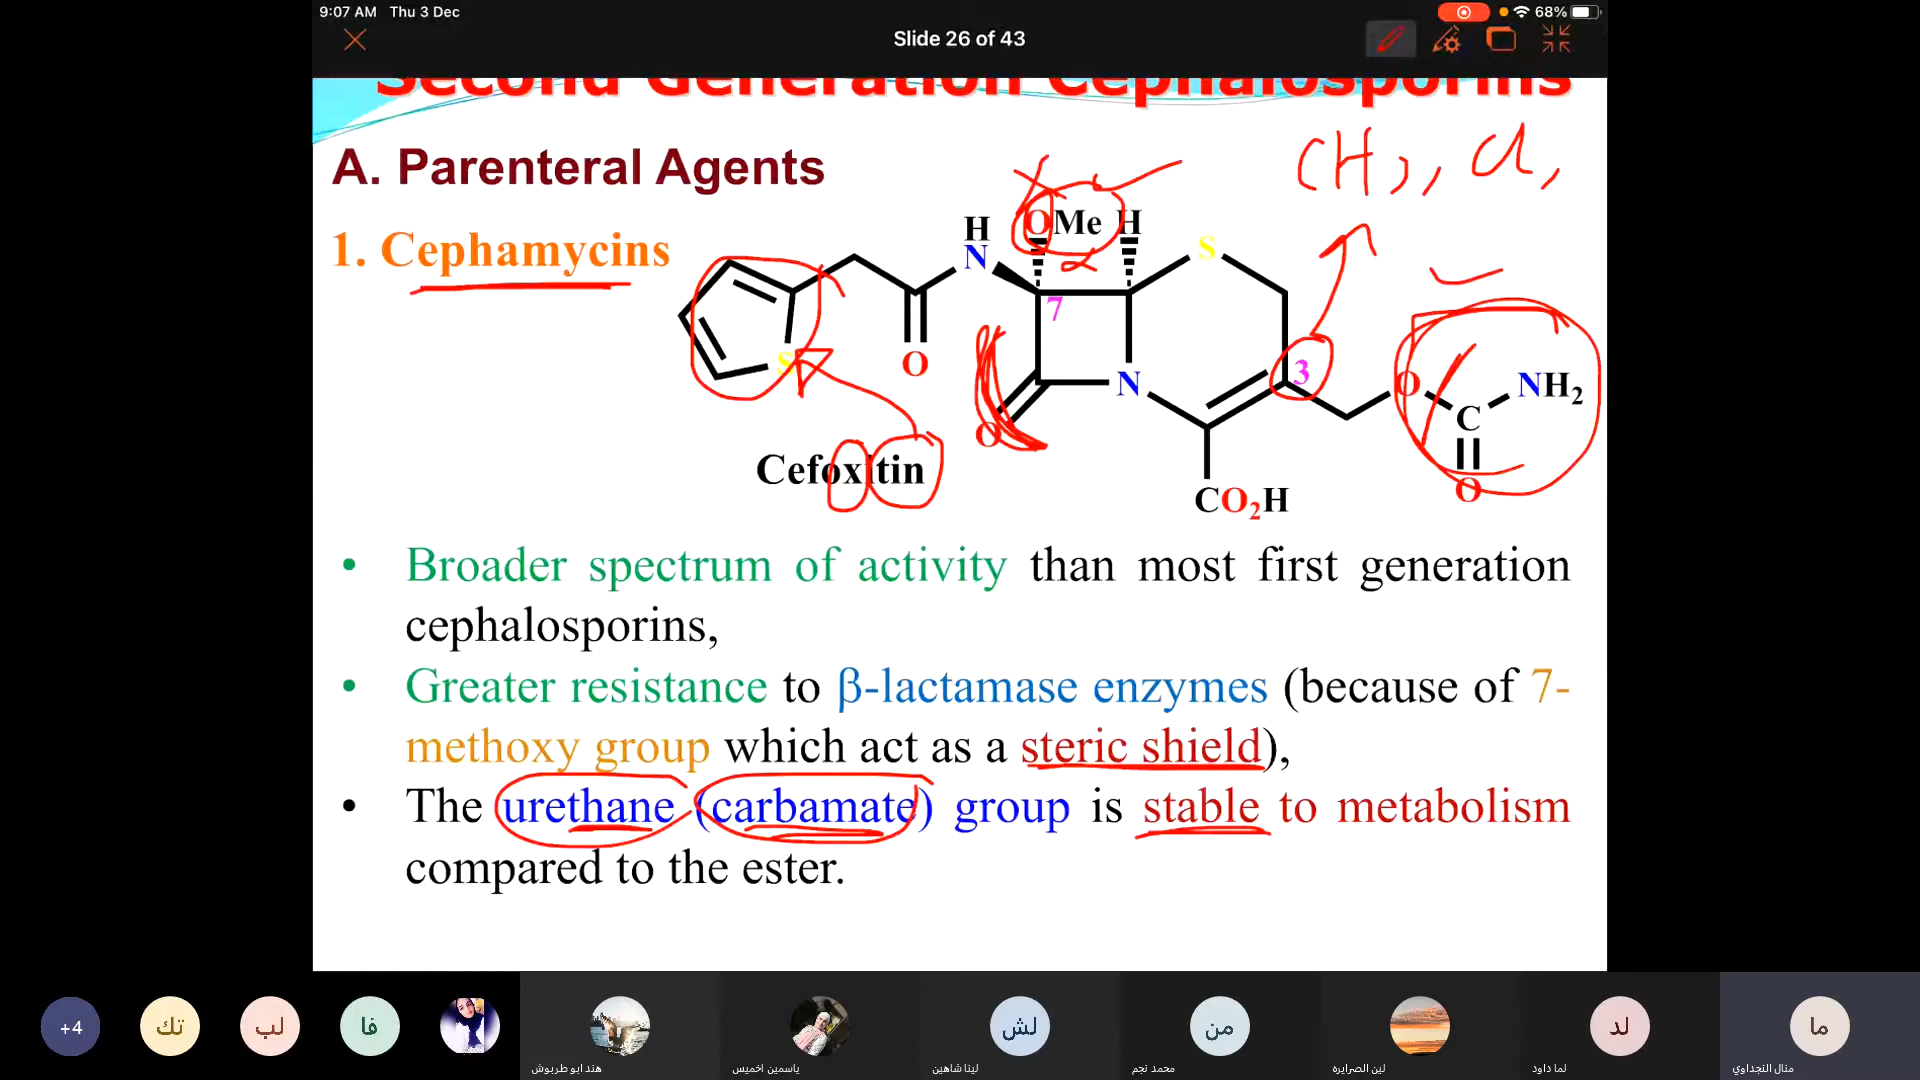 9:07 AM Thu 3 Dec
68%
Slide 26 of 43
Second Generation Cephalosporins
A. Parenteral Agents
CH3, Cl,
1. Cephamycins
H
N
OMe
H
S
α
7
S
O
N
3
O
NH2
C
O
O
Cefoxitin
CO2H
• Broader spectrum of activity than most first generation
cephalosporins,
• Greater resistance to β-lactamase enzymes (because of 7-
methoxy group which act as a steric shield),
• The urethane (carbamate) group is stable to metabolism
compared to the ester.
+4
تك
لب
فا
لش
من
لد
ما
هند ابو طربوش
ياسمين اخميس
لينا شاهين
محمد نجم
لين الصرايره
لما داود
منال النجداوي